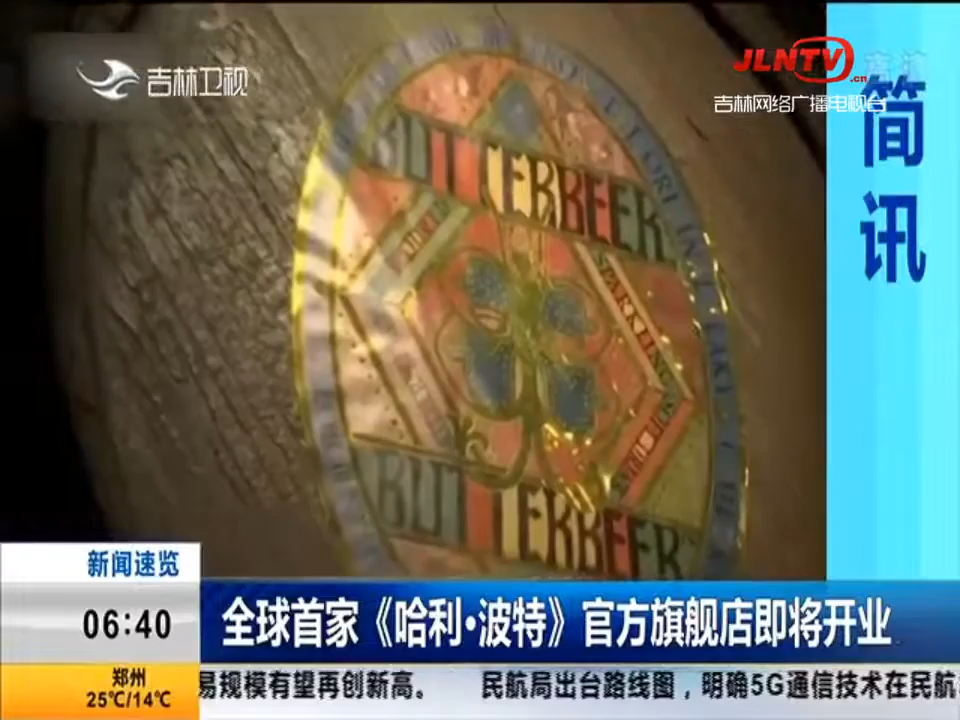 吉林卫视
JLNTV.cn
吉林网络广播电视台
简讯
BUTTERBEER
SPARKLING
BUTTERBEER
新闻速览
06:40
全球首家《哈利·波特》官方旗舰店即将开业
郑州
25℃/14℃
易规模有望再创新高。 民航局出台路线图，明确5G通信技术在民航